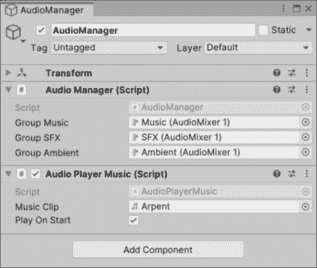 AudioManager
AudioManager Static
Tag Untagged Layer Default
Transform
# Audio Manager (Script)
Script AudioManager
Group Music Music (AudioMixer 1)
Group SFX SFX (AudioMixer 1)
Group Ambient Ambient (AudioMixer 1)
# Audio Player Music (Script)
Script AudioPlayerMusic
Music Clip Arpent
Play On Start
Add Component